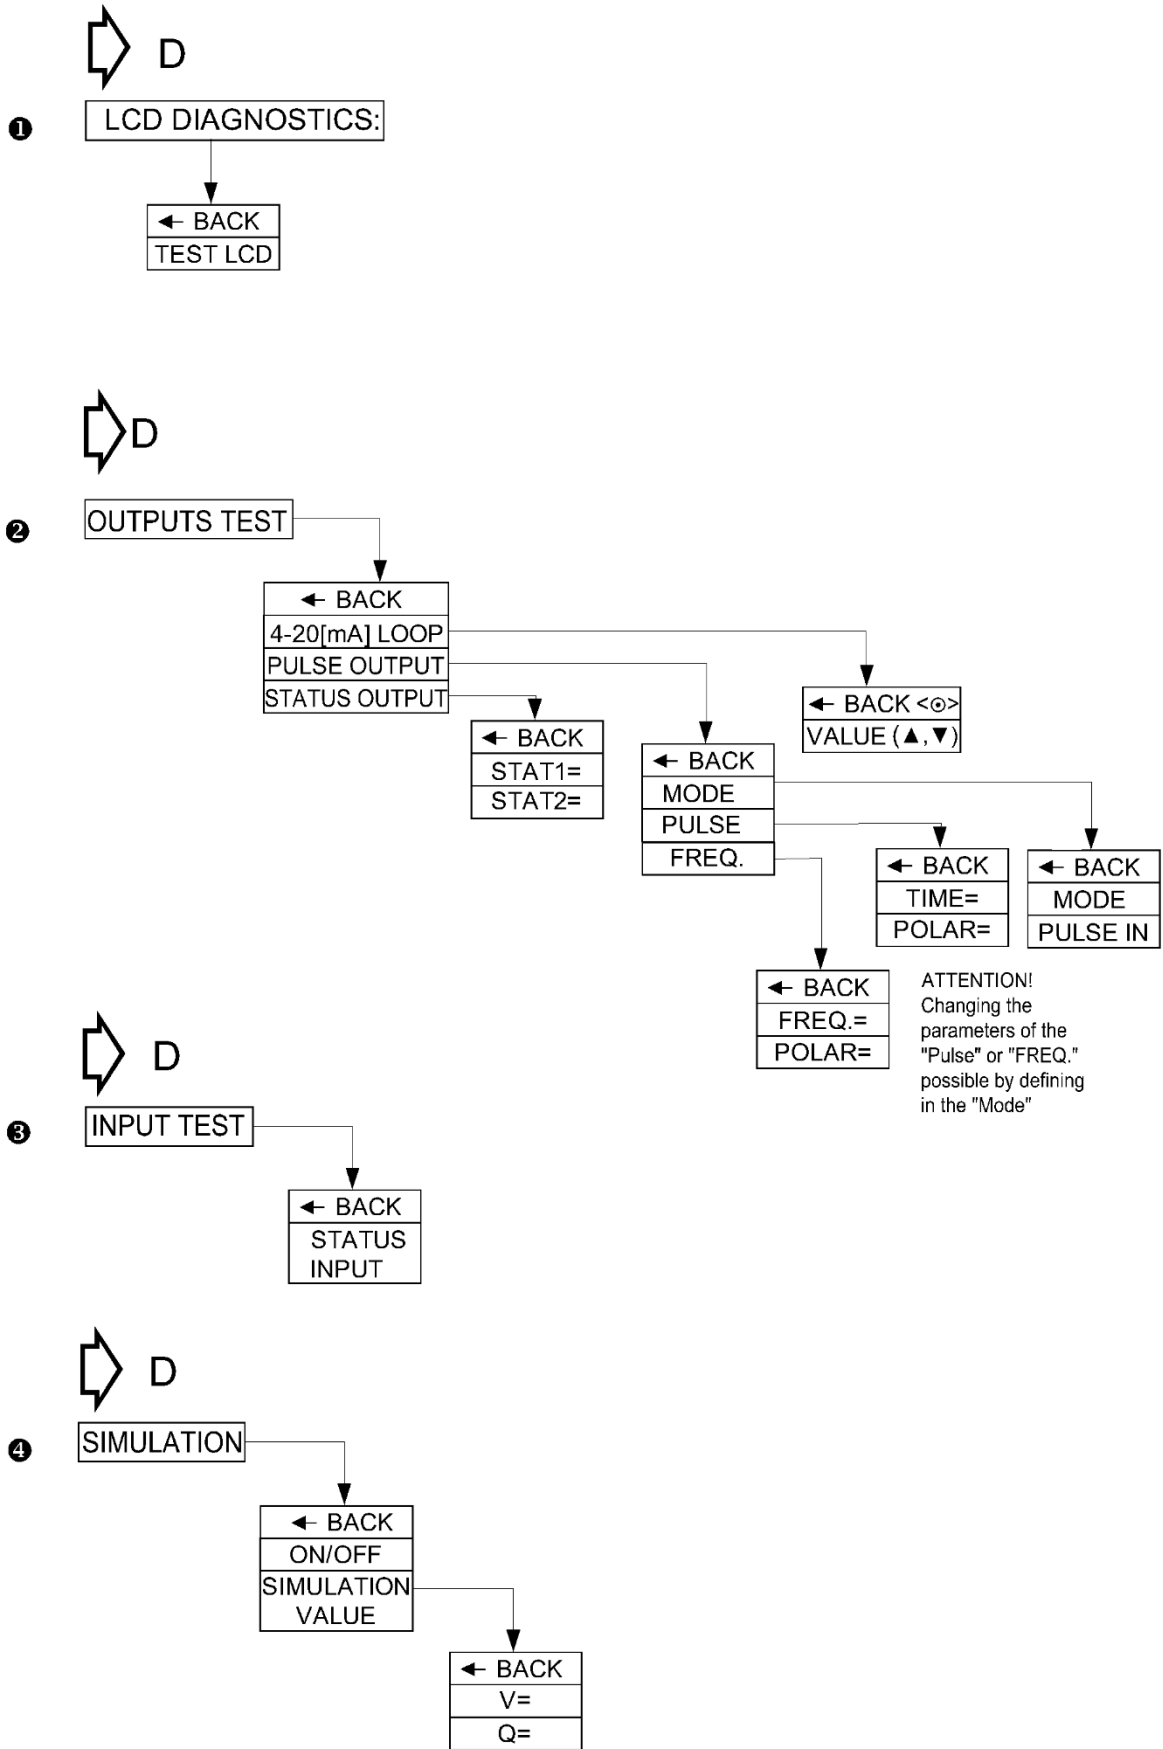 D
❶ LCD DIAGNOSTICS:
← BACK
TEST LCD
D
❷ OUTPUTS TEST
← BACK
4-20[mA] LOOP
PULSE OUTPUT
STATUS OUTPUT
← BACK
STAT1=
STAT2=
← BACK
MODE
PULSE
FREQ.
← BACK <⊙>
VALUE (▲,▼)
← BACK
TIME=
POLAR=
← BACK
MODE
PULSE IN
← BACK
FREQ.=
POLAR=
ATTENTION!
Changing the
parameters of the
"Pulse" or "FREQ."
possible by defining
in the "Mode"
D
❸ INPUT TEST
← BACK
STATUS
INPUT
D
❹ SIMULATION
← BACK
ON/OFF
SIMULATION
VALUE
← BACK
V=
Q=